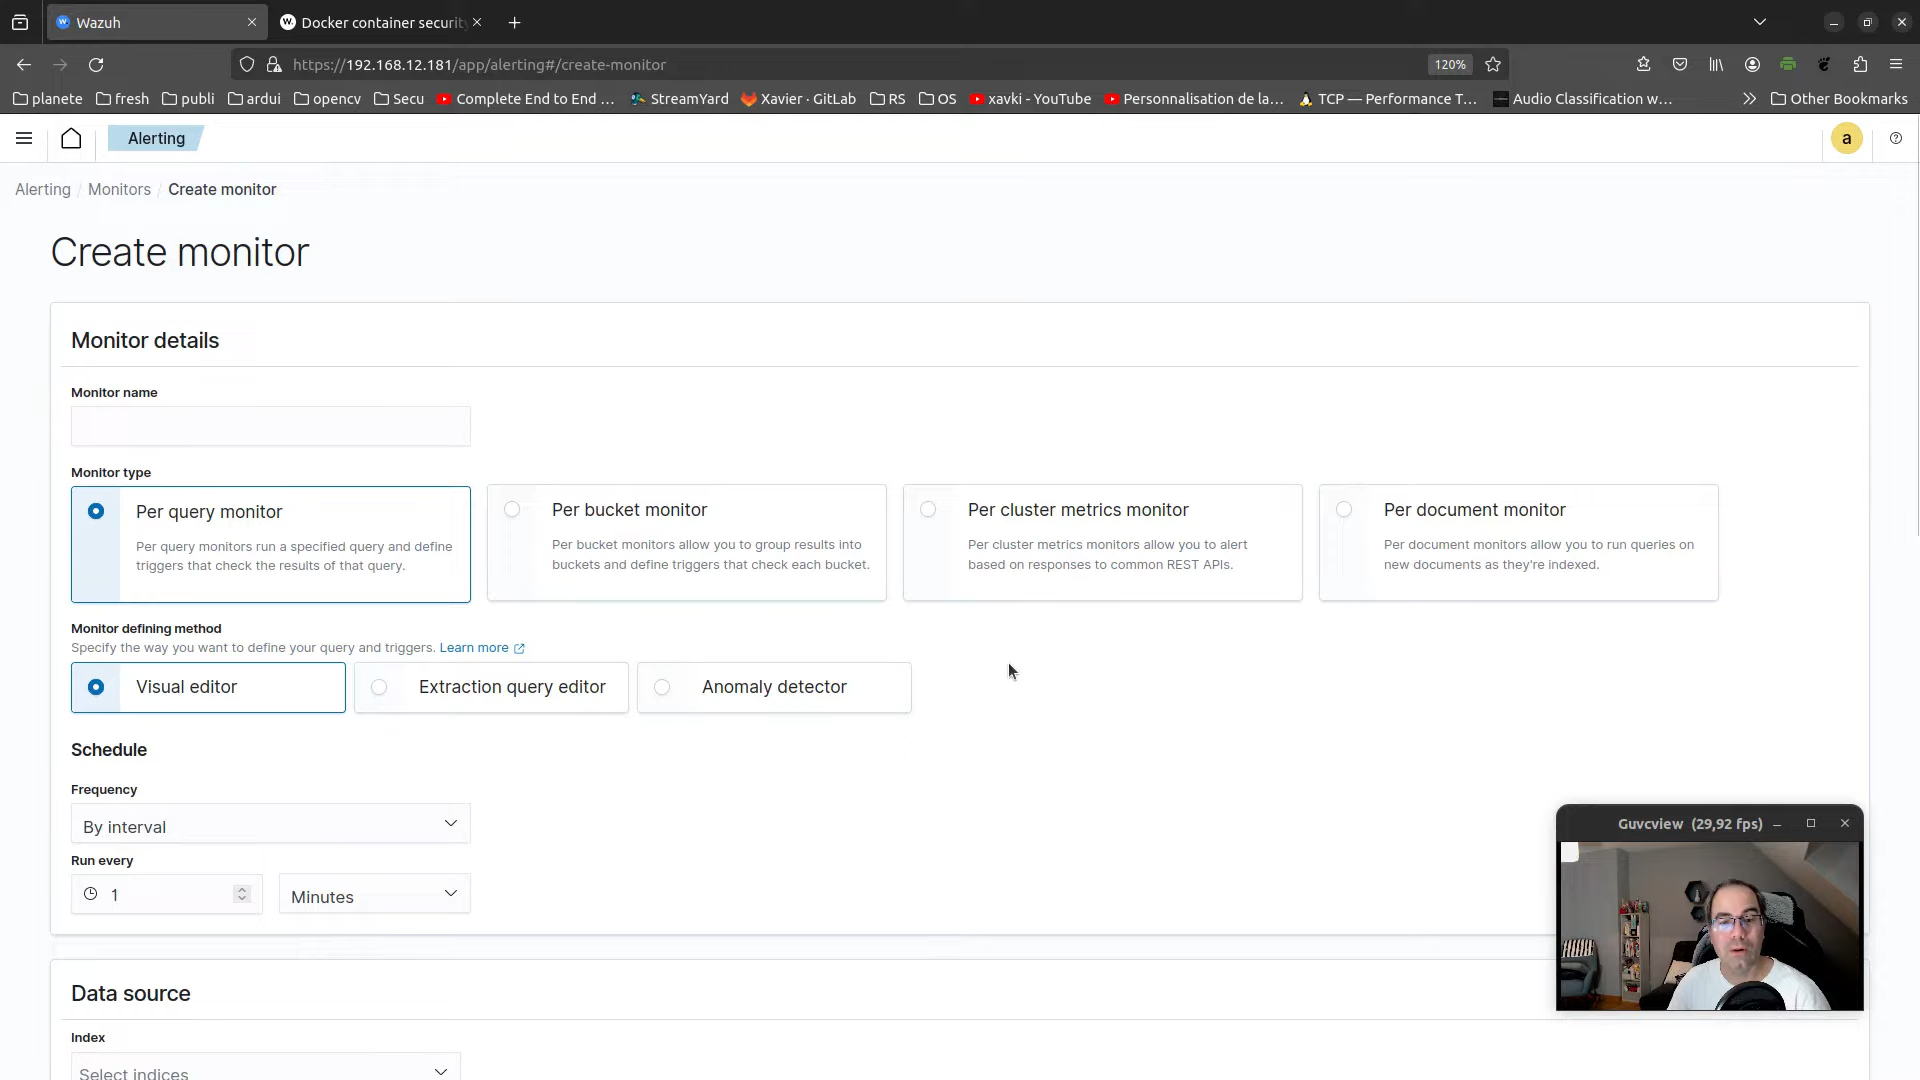 Wazuh
Docker container securit
https://192.168.12.181/app/alerting#/create-monitor
120%
planete
fresh
publi
ardui
opencv
Secu
Complete End to End ...
StreamYard
Xavier · GitLab
RS
OS
xavki - YouTube
Personnalisation de la...
TCP — Performance T...
Audio Classification w...
Other Bookmarks
Alerting
a
Alerting / Monitors / Create monitor
Create monitor
Monitor details
Monitor name
Monitor type
Per query monitor
Per query monitors run a specified query and define
triggers that check the results of that query.
Per bucket monitor
Per bucket monitors allow you to group results into
buckets and define triggers that check each bucket.
Per cluster metrics monitor
Per cluster metrics monitors allow you to alert
based on responses to common REST APIs.
Per document monitor
Per document monitors allow you to run queries on
new documents as they're indexed.
Monitor defining method
Specify the way you want to define your query and triggers. Learn more
Visual editor
Extraction query editor
Anomaly detector
Schedule
Frequency
By interval
Run every
1
Minutes
Guvcview (29,92 fps)
Data source
Index
Select indices